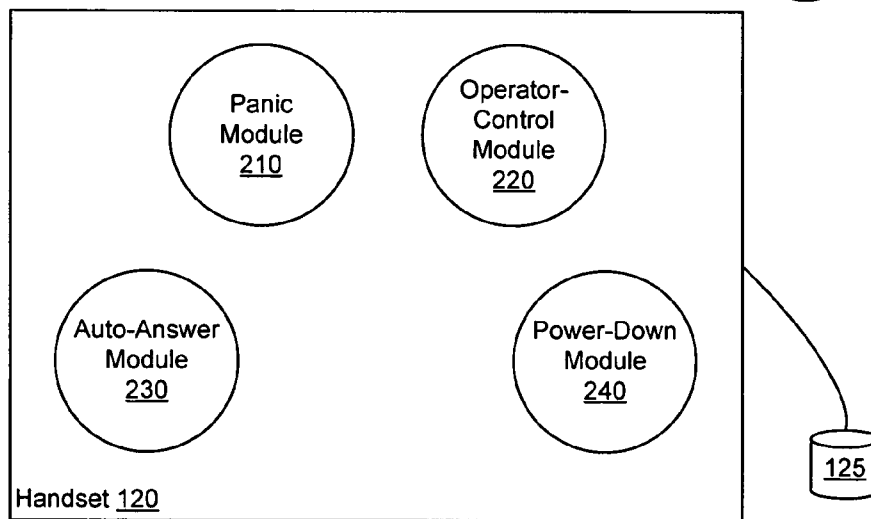 Panic
Module
210
Operator-
Control
Module
220
Auto-Answer
Module
230
Power-Down
Module
240
125
Handset 120